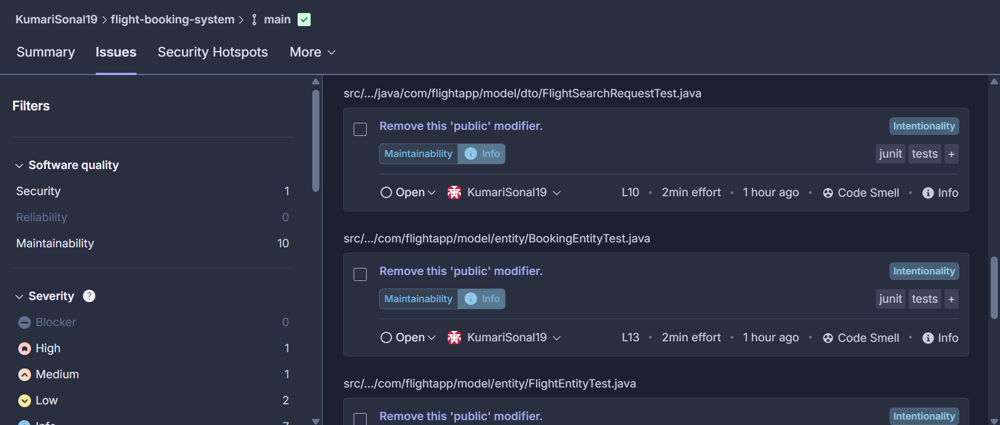 KumariSonal19 > flight-booking-system > main
Summary Issues Security Hotspots More
Filters
Software quality
Security 1
Reliability 0
Maintainability 10
Severity ?
Blocker 0
High 1
Medium 1
Low 2
src/.../java/com/flightapp/model/dto/FlightSearchRequestTest.java
Remove this 'public' modifier. Intentionality
Maintainability Info junit tests +
Open KumariSonal19 L10 • 2min effort • 1 hour ago • Code Smell • Info
src/.../com/flightapp/model/entity/BookingEntityTest.java
Remove this 'public' modifier. Intentionality
Maintainability Info junit tests +
Open KumariSonal19 L13 • 2min effort • 1 hour ago • Code Smell • Info
src/.../com/flightapp/model/entity/FlightEntityTest.java
Remove this 'public' modifier. Intentionality